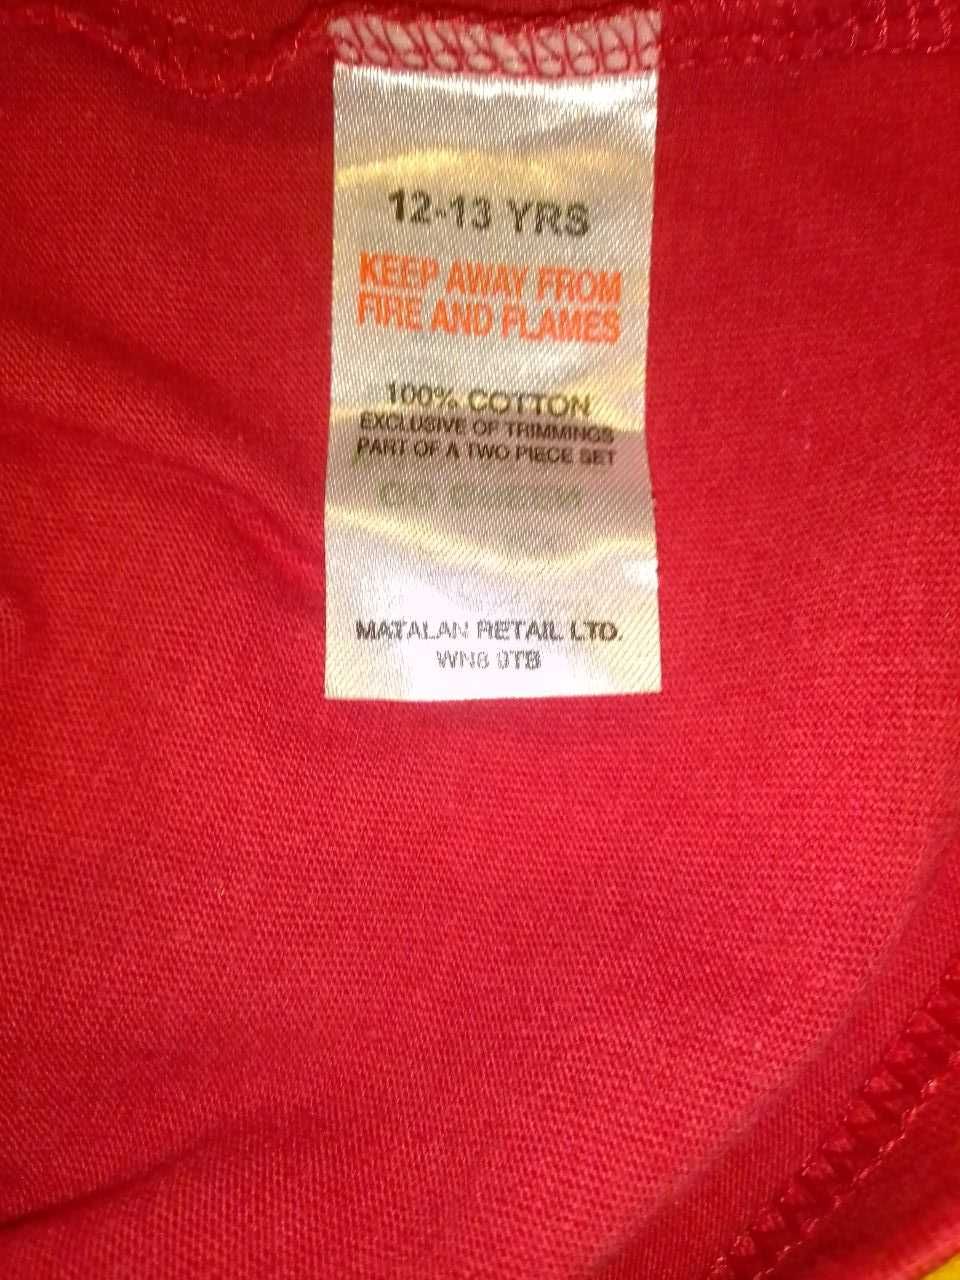 12-13 YRS
KEEP AWAY FROM
FIRE AND FLAMES
100% COTTON
EXCLUSIVE OF TRIMMINGS
PART OF A TWO PIECE SET
MATALAN RETAIL LTD.
WN8 9TB